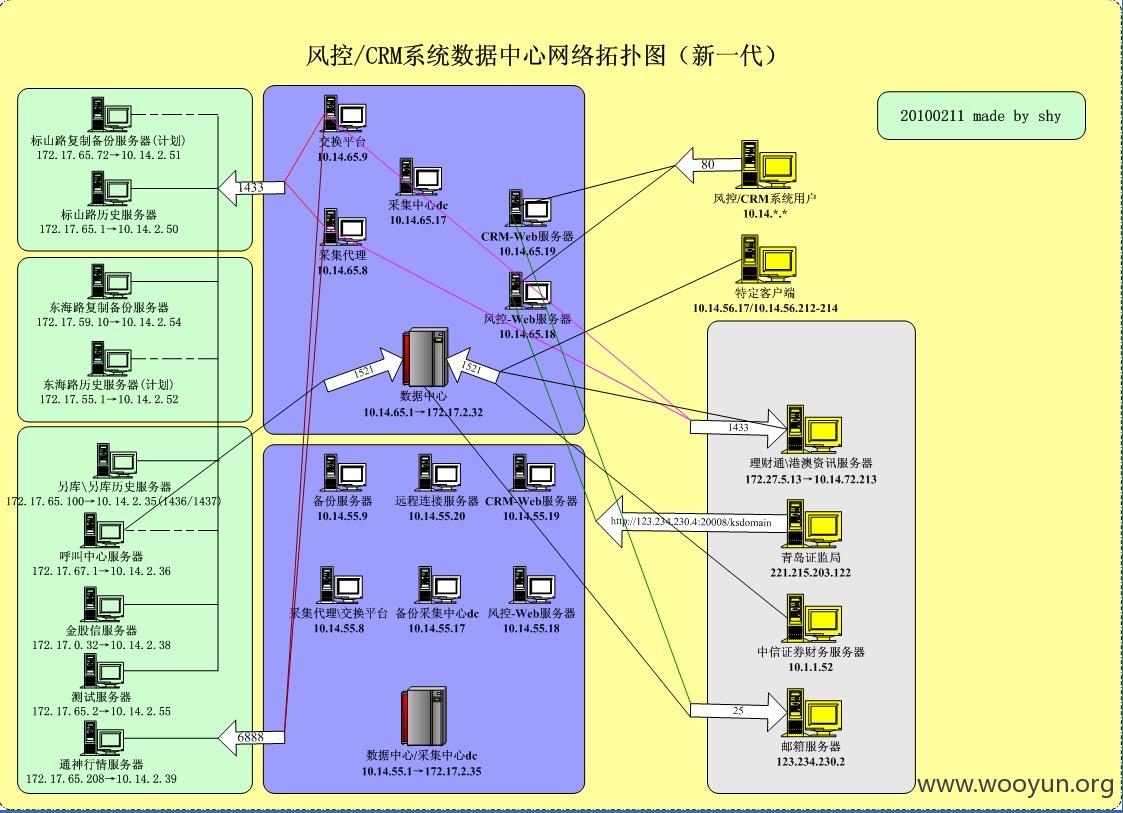 风控/CRM系统数据中心网络拓扑图（新一代）
20100211 made by shy
标山路复制备份服务器(计划)
172.17.65.72→10.14.2.51
标山路历史服务器
172.17.65.1→10.14.2.50
东海路复制备份服务器
172.17.59.10→10.14.2.54
东海路历史服务器(计划)
172.17.55.1→10.14.2.52
另库\另库历史服务器
172.17.65.100→10.14.2.35(1436/1437)
呼叫中心服务器
172.17.67.1→10.14.2.36
金股信服务器
172.17.0.32→10.14.2.38
测试服务器
172.17.65.2→10.14.2.55
通神行情服务器
172.17.65.208→10.14.2.39
1433
6888
交换平台
10.14.65.9
采集中心dc
10.14.65.17
采集代理
10.14.65.8
CRM-Web服务器
10.14.65.19
风控-Web服务器
10.14.65.18
1521
1521
数据中心
10.14.65.1→172.17.2.32
备份服务器
10.14.55.9
远程连接服务器
10.14.55.20
CRM-Web服务器
10.14.55.19
采集代理\交换平台
10.14.55.8
备份采集中心dc
10.14.55.17
风控-Web服务器
10.14.55.18
数据中心/采集中心dc
10.14.55.1→172.17.2.35
80
风控/CRM系统用户
10.14.*.*
特定客户端
10.14.56.17/10.14.56.212-214
1433
理财通\港澳资讯服务器
172.27.5.13→10.14.72.213
http://123.234.230.4:20008/ksdomain
青岛证监局
221.215.203.122
中信证券财务服务器
10.1.1.52
25
邮箱服务器
123.234.230.2
www.wooyun.org